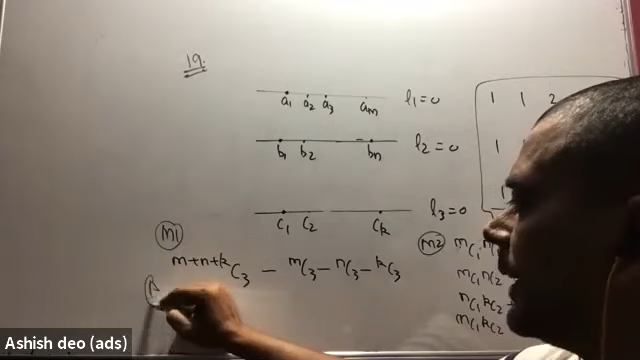 19.
a1 a2 a3 am l1=0
b1 b2 bn l2=0
c1 c2 ck l3=0
M1
m+n+kC3 - mC3 - nC3 - kC3
M2
mC1
mC1 nC2
nC1 kC2
mC1 kC2
1 1 2
1
1
Ashish deo (ads)